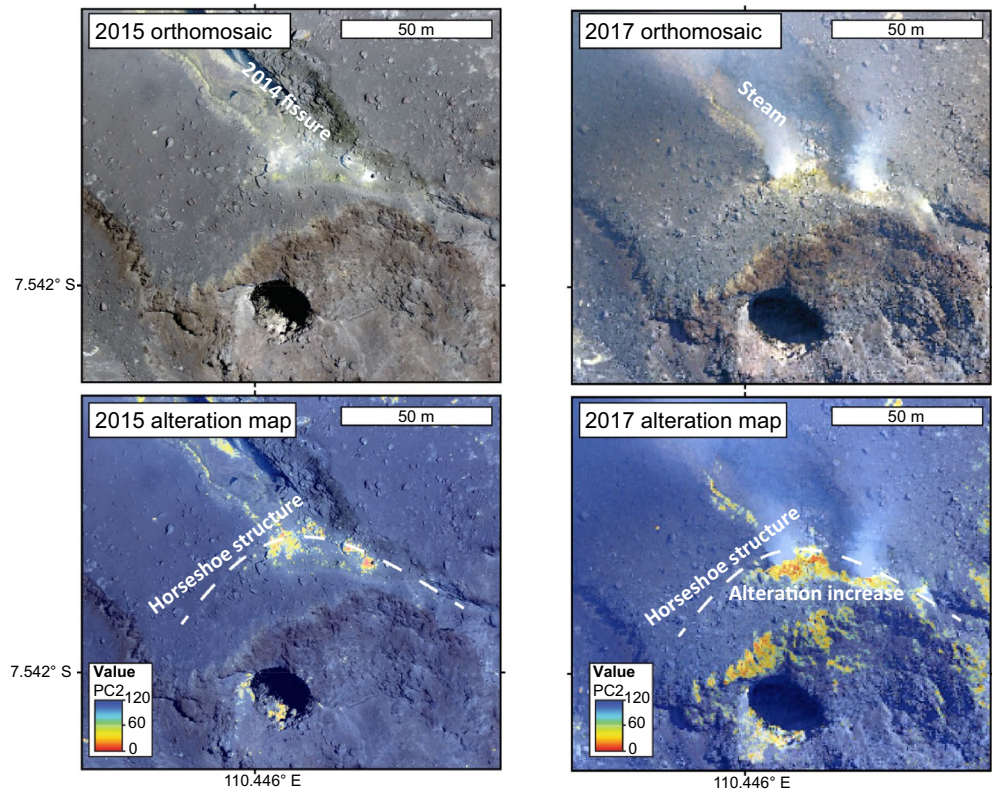 2015 orthomosaic
50 m
2014 fissure
7.542° S
2017 orthomosaic
50 m
Steam
2015 alteration map
50 m
Horseshoe structure
7.542° S
Value
PC2
120
60
0
110.446° E
2017 alteration map
50 m
Horseshoe structure
Alteration increase
Value
PC2
120
60
0
110.446° E